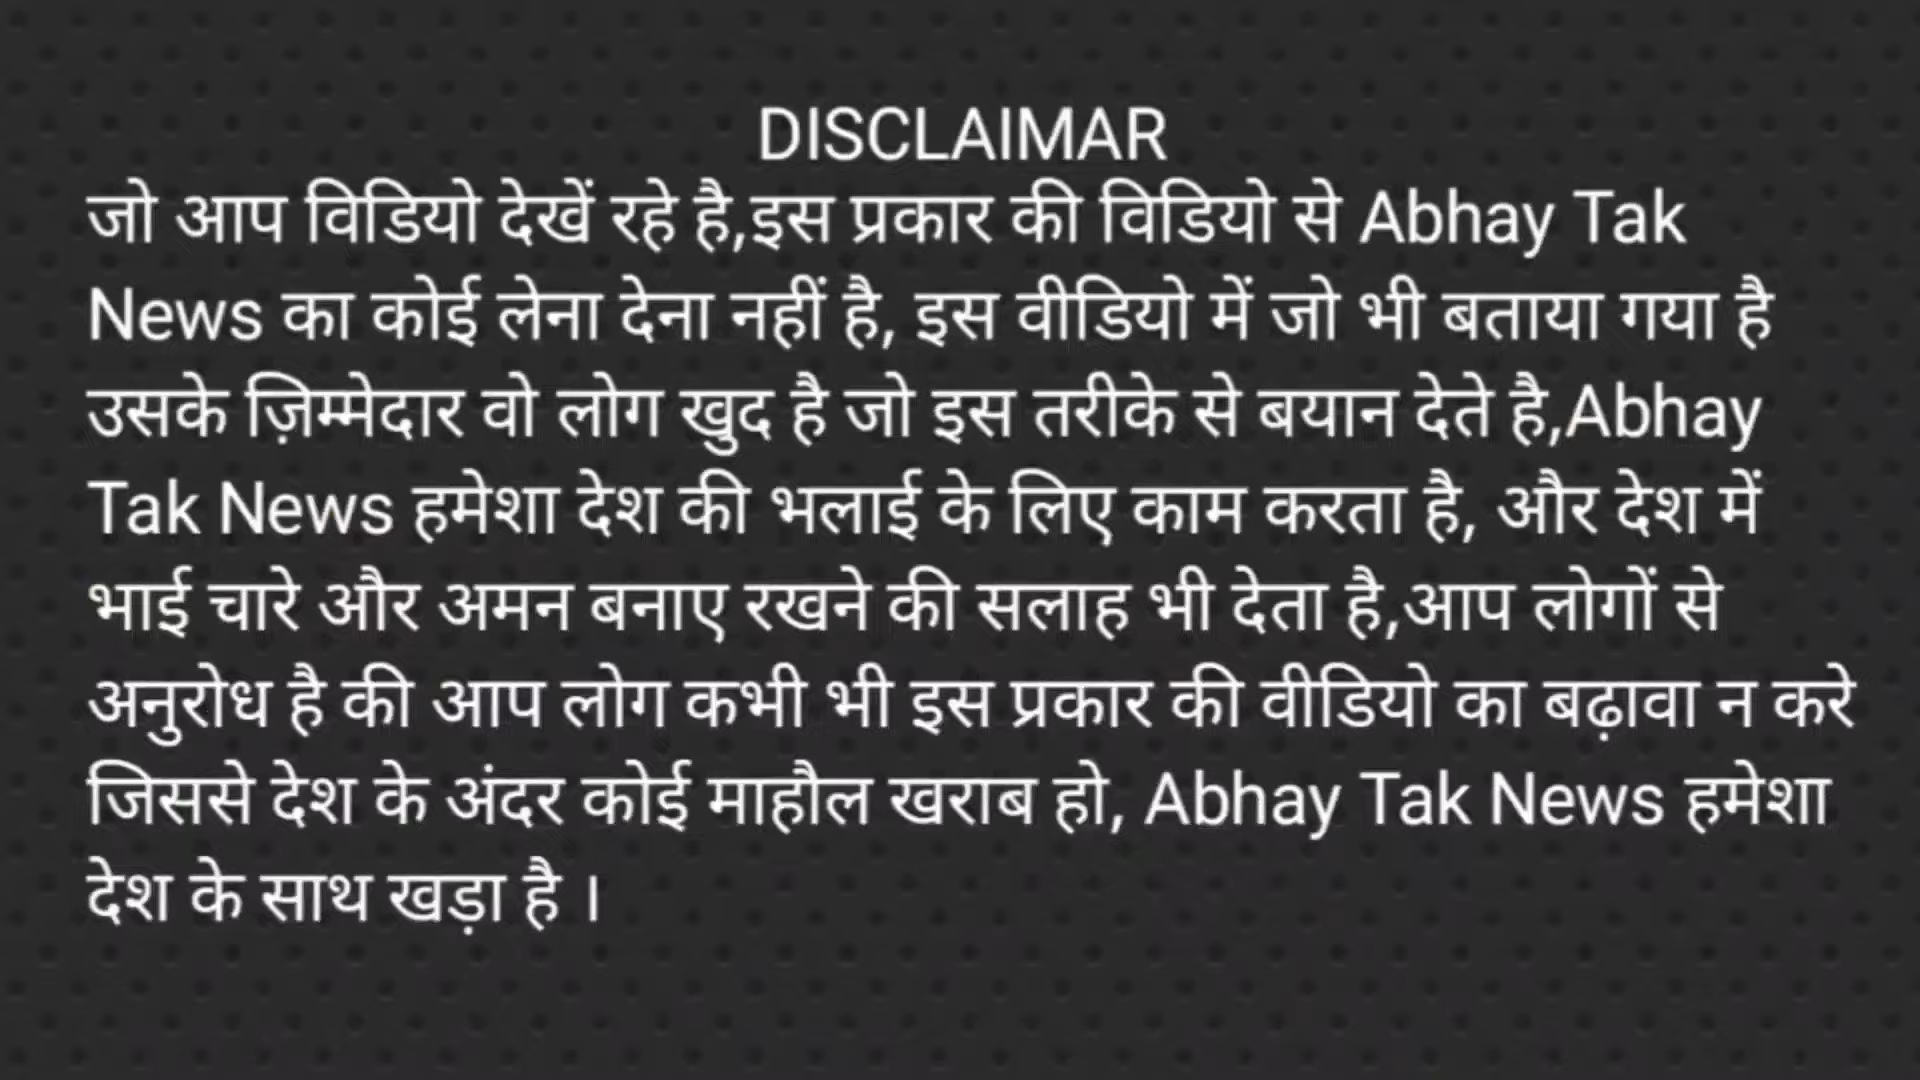 DISCLAIMAR
जो आप विडियो देखें रहे है,इस प्रकार की विडियो से Abhay Tak
News का कोई लेना देना नहीं है, इस वीडियो में जो भी बताया गया है
उसके ज़िम्मेदार वो लोग खुद है जो इस तरीके से बयान देते है,Abhay
Tak News हमेशा देश की भलाई के लिए काम करता है, और देश में
भाई चारे और अमन बनाए रखने की सलाह भी देता है,आप लोगों से
अनुरोध है की आप लोग कभी भी इस प्रकार की वीडियो का बढ़ावा न करे
जिससे देश के अंदर कोई माहौल खराब हो, Abhay Tak News हमेशा
देश के साथ खड़ा है ।